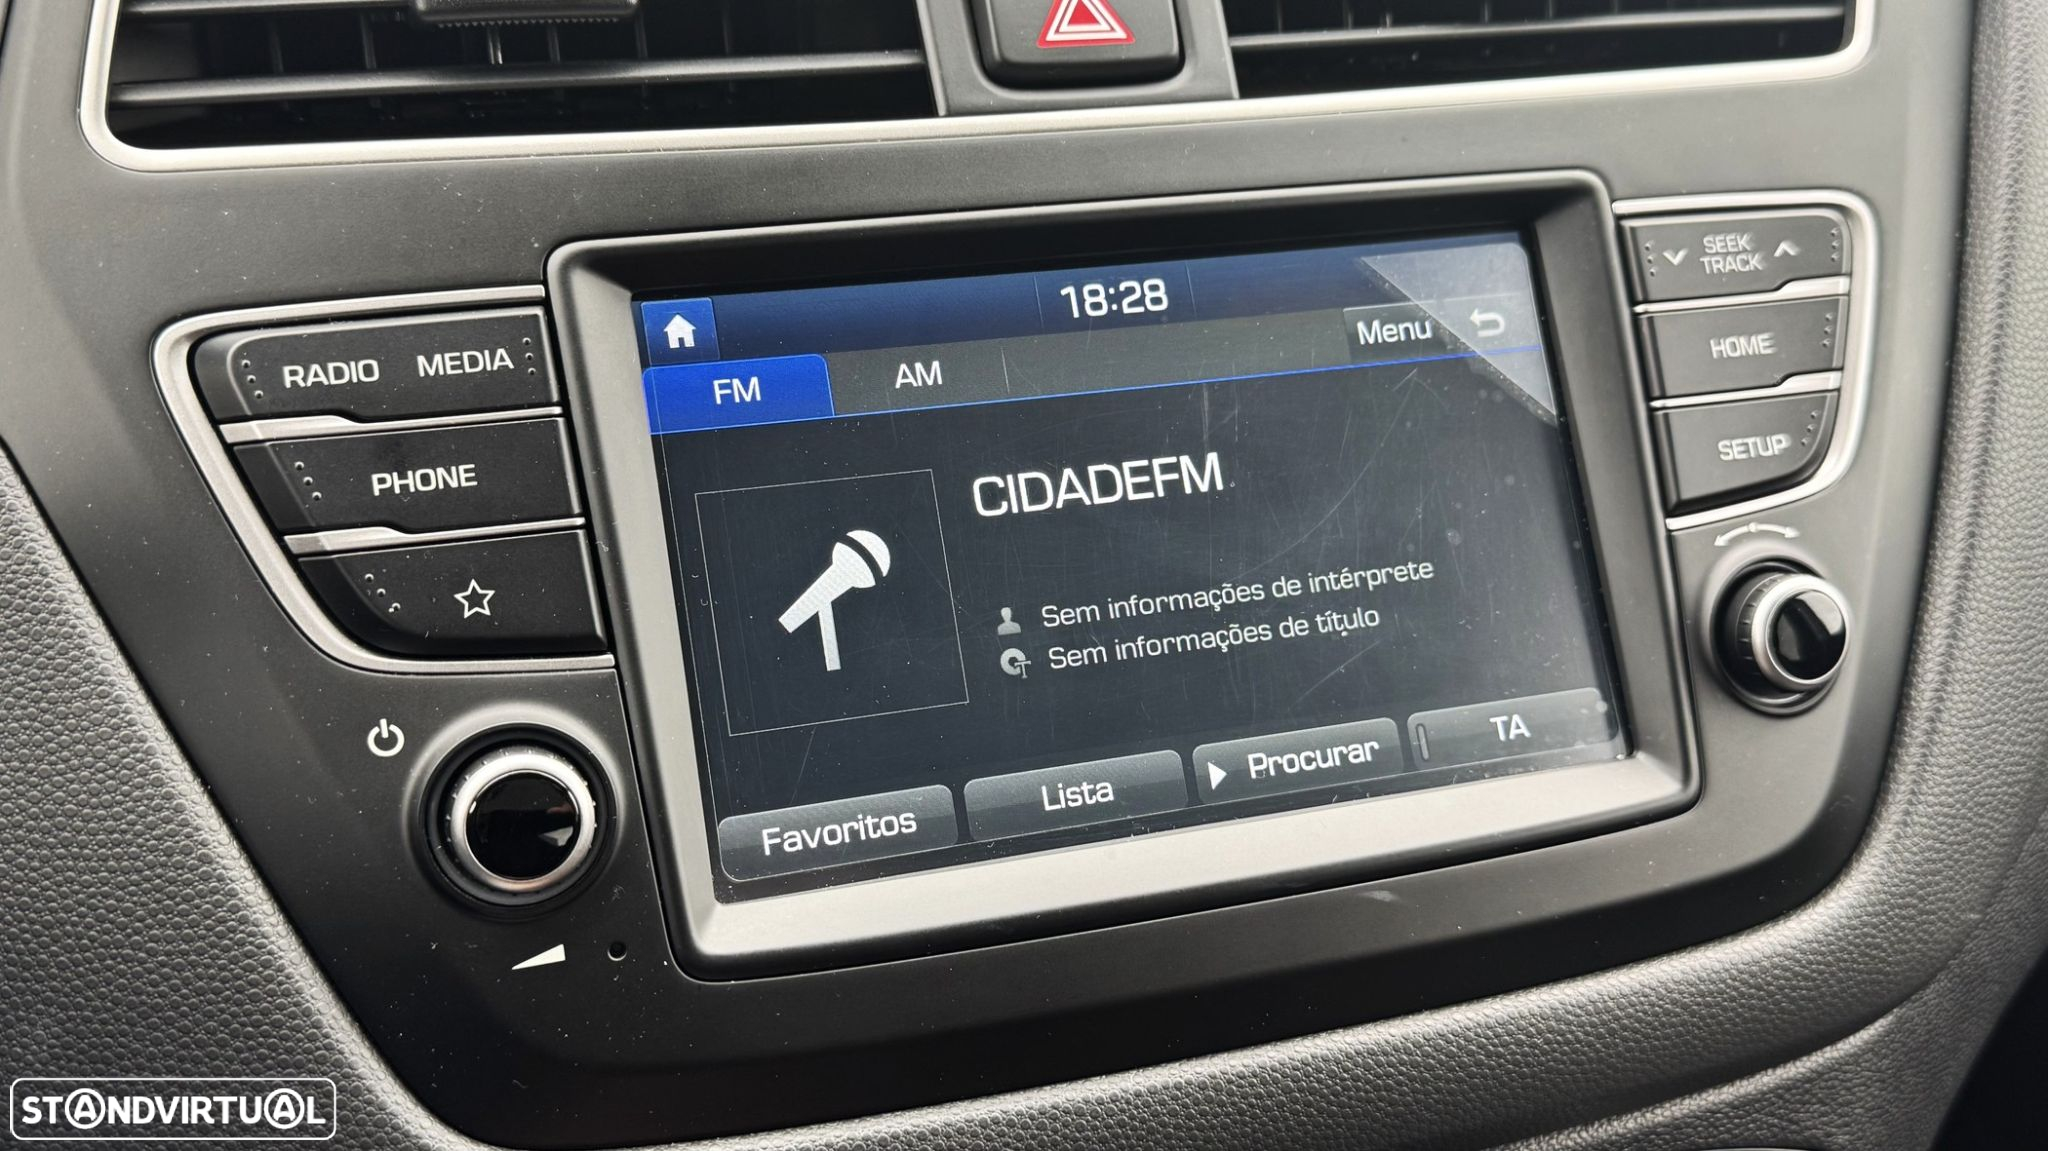 18:28
Menu
FM AM
CIDADEFM
Sem informações de intérprete
Sem informações de título
Favoritos Lista Procurar TA
RADIO MEDIA
PHONE
SEEK
TRACK
HOME
SETUP
STANDVIRTUAL